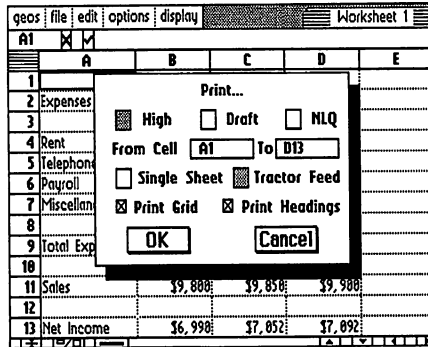 geos file edit options display Worksheet 1
A1
A B C D E
1
2 Expenses
3
4 Rent
5 Telephon
6 Payroll
7 Miscellan
8
9 Total Exp
10
11 Sales $9,800 $9,850 $9,900
12
13 Net Income $6,990 $7,052 $7,092
Print...
High Draft NLQ
From Cell A1 To D13
Single Sheet Tractor Feed
Print Grid Print Headings
OK Cancel